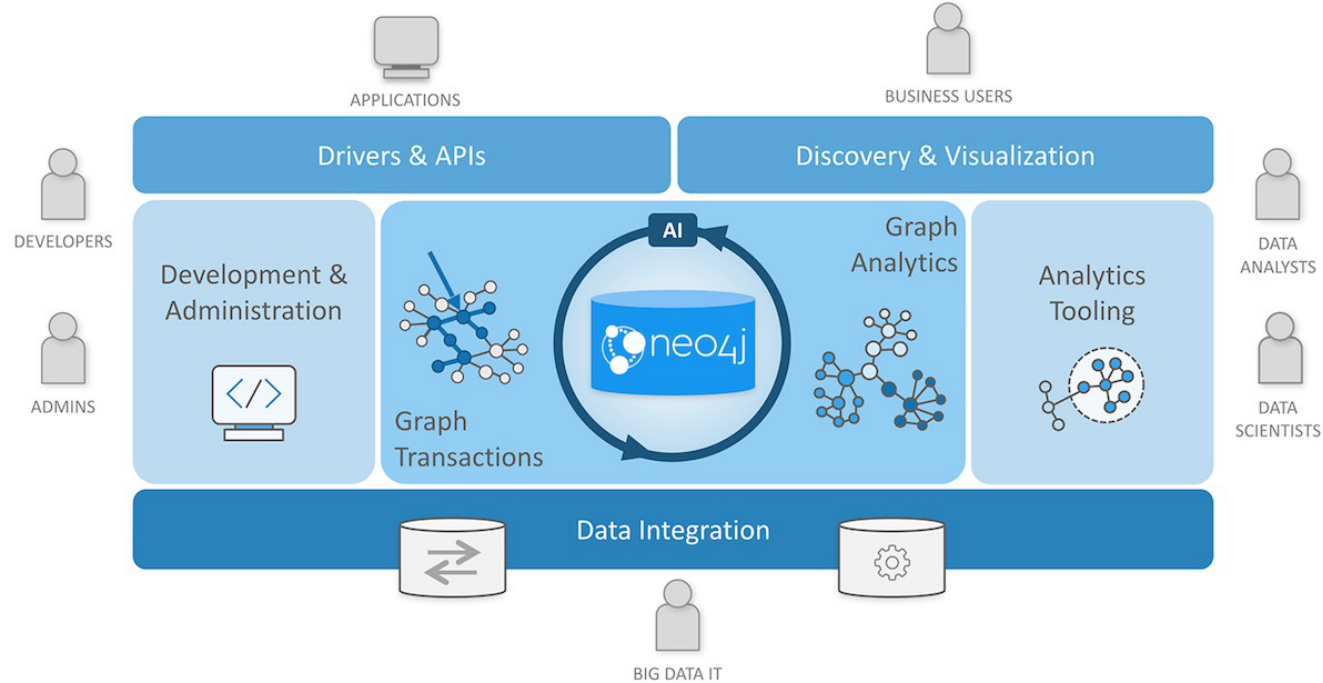 APPLICATIONS
BUSINESS USERS
Drivers & APIs
Discovery & Visualization
DEVELOPERS
ADMINS
Development &
Administration
</>
Graph
Transactions
AI
neo4j
Graph
Analytics
Analytics
Tooling
DATA
ANALYSTS
DATA
SCIENTISTS
Data Integration
BIG DATA IT